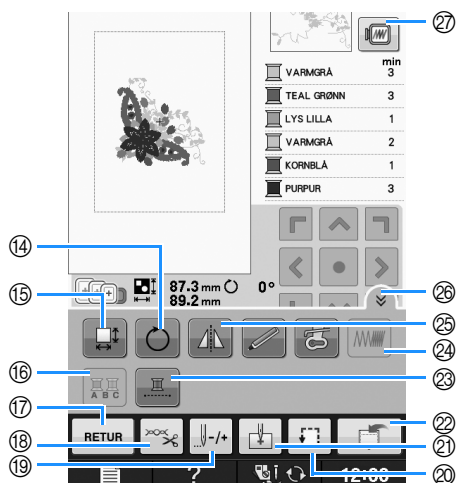 ㉗
min
VARMGRÅ 3
TEAL GRØNN 3
LYS LILLA 1
VARMGRÅ 2
KORNBLÅ 1
PURPUR 3
⑭
87.3 mm 0°
89.2 mm
㉖
⑮
㉕
㉔
⑯
A B C
㉓
⑰
RETUR
-/+
㉒
⑱
⑲
㉑
⑳
?
12:00